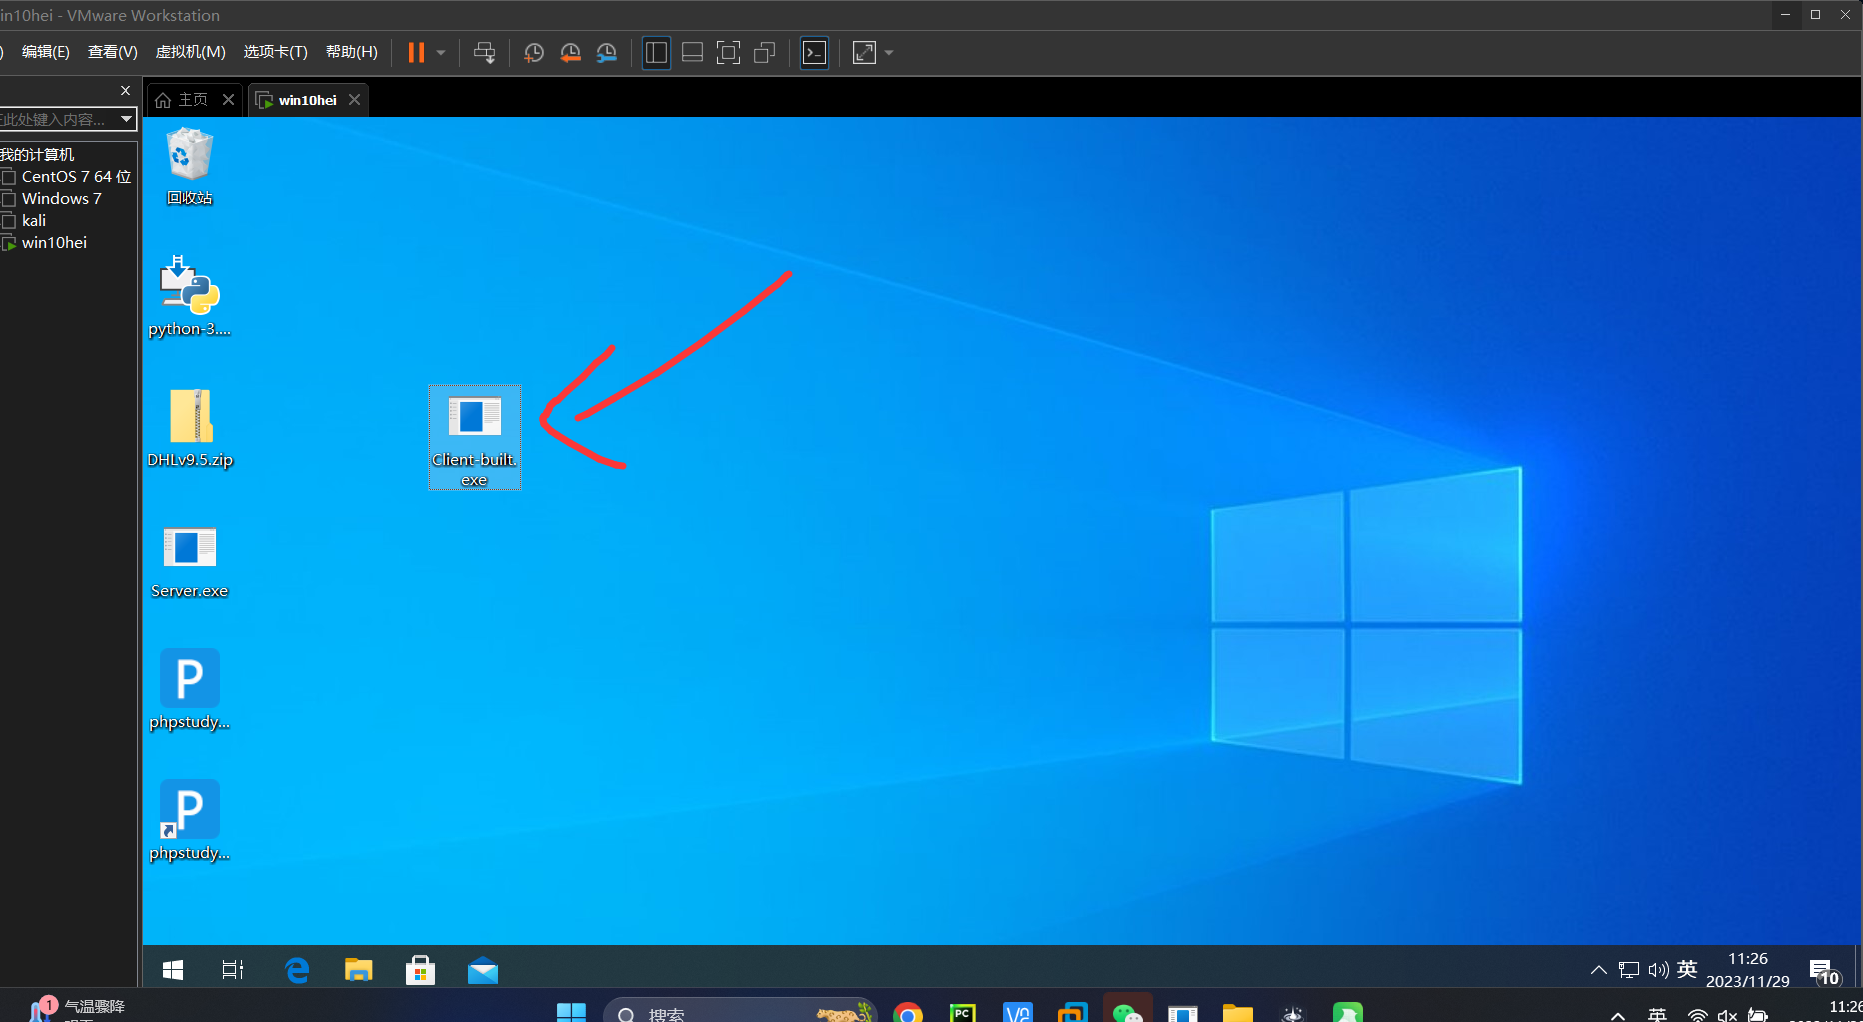 in10hei - VMware Workstation
) 编辑(E) 查看(V) 虚拟机(M) 选项卡(T) 帮助(H)
主页 win10hei
此处键入内容...
我的计算机
CentOS 7 64 位
Windows 7
kali
win10hei
回收站
python-3....
DHLv9.5.zip
Client-built.
exe
Server.exe
P
phpstudy...
P
phpstudy...
英
11:26
2023/11/29
10
1
气温骤降
搜索
PC
英
11:26